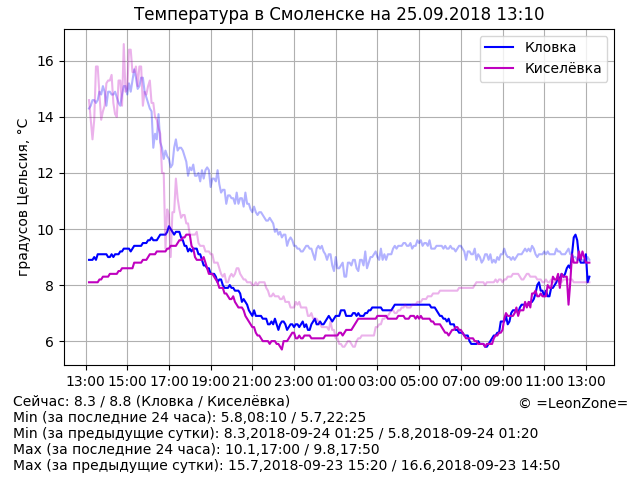 Температура в Смоленске на 25.09.2018 13:10
Кловка
Киселёвка
градусов Цельсия, °C
16
14
12
10
8
6
13:00 15:00 17:00 19:00 21:00 23:00 01:00 03:00 05:00 07:00 09:00 11:00 13:00
Сейчас: 8.3 / 8.8 (Кловка / Киселёвка)
© =LeonZone=
Min (за последние 24 часа): 5.8,08:10 / 5.7,22:25
Min (за предыдущие сутки): 8.3,2018-09-24 01:25 / 5.8,2018-09-24 01:20
Max (за последние 24 часа): 10.1,17:00 / 9.8,17:50
Max (за предыдущие сутки): 15.7,2018-09-23 15:20 / 16.6,2018-09-23 14:50